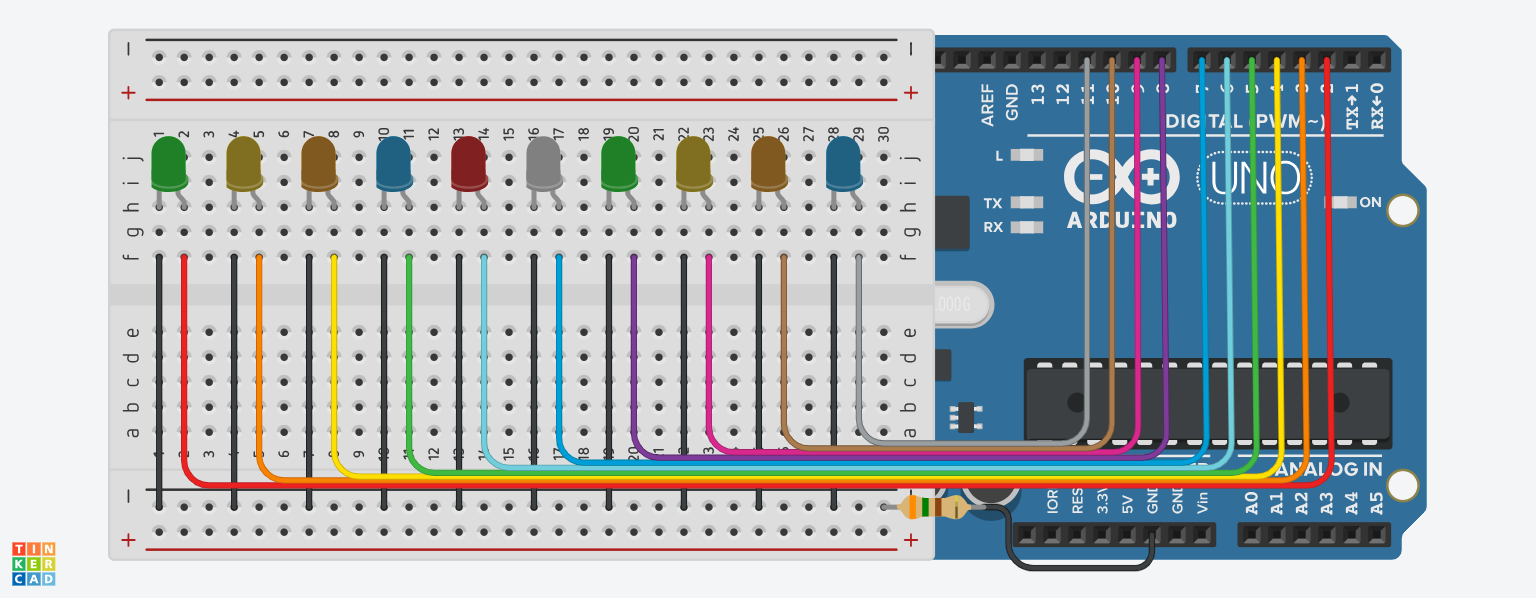 1 2 3 4 5 6 7 8 9 10 11 12 13 14 15 16 17 18 19 20 21 22 23 24 25 26 27 28 29 30
j j
i i
h h
g g
f f
e e
d d
c c
b b
a a
− −
+ +
− −
+ +
AREF
GND
13
12
11
10
9
8
7
6
5
4
3
2
TX→1
RX←0
DIGITAL (PWM~)
L
TX
RX
ARDUINO
UNO
ON
000G
ANALOG IN
IOR
RES
3.3V
5V
GND
GND
Vin
A0
A1
A2
A3
A4
A5
TIN
KER
CAD